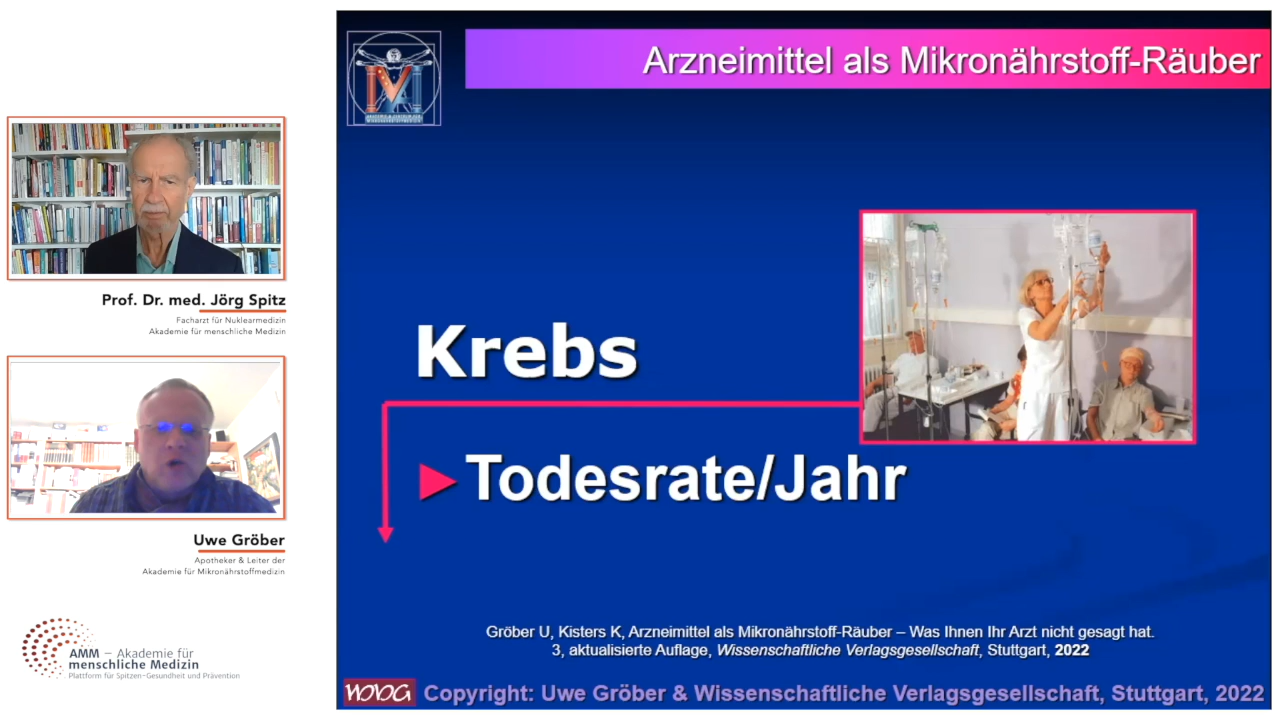 Prof. Dr. med. Jörg Spitz
Facharzt für Nuklearmedizin
Akademie für menschliche Medizin
Uwe Gröber
Apotheker & Leiter der
Akademie für Mikronährstoffmedizin
AMM – Akademie für
menschliche Medizin
Plattform für Spitzen-Gesundheit und Prävention
Arzneimittel als Mikronährstoff-Räuber
Krebs
Todesrate/Jahr
Gröber U, Kisters K, Arzneimittel als Mikronährstoff-Räuber – Was Ihnen Ihr Arzt nicht gesagt hat.
3, aktualisierte Auflage, Wissenschaftliche Verlagsgesellschaft, Stuttgart, 2022
Copyright: Uwe Gröber & Wissenschaftliche Verlagsgesellschaft, Stuttgart, 2022